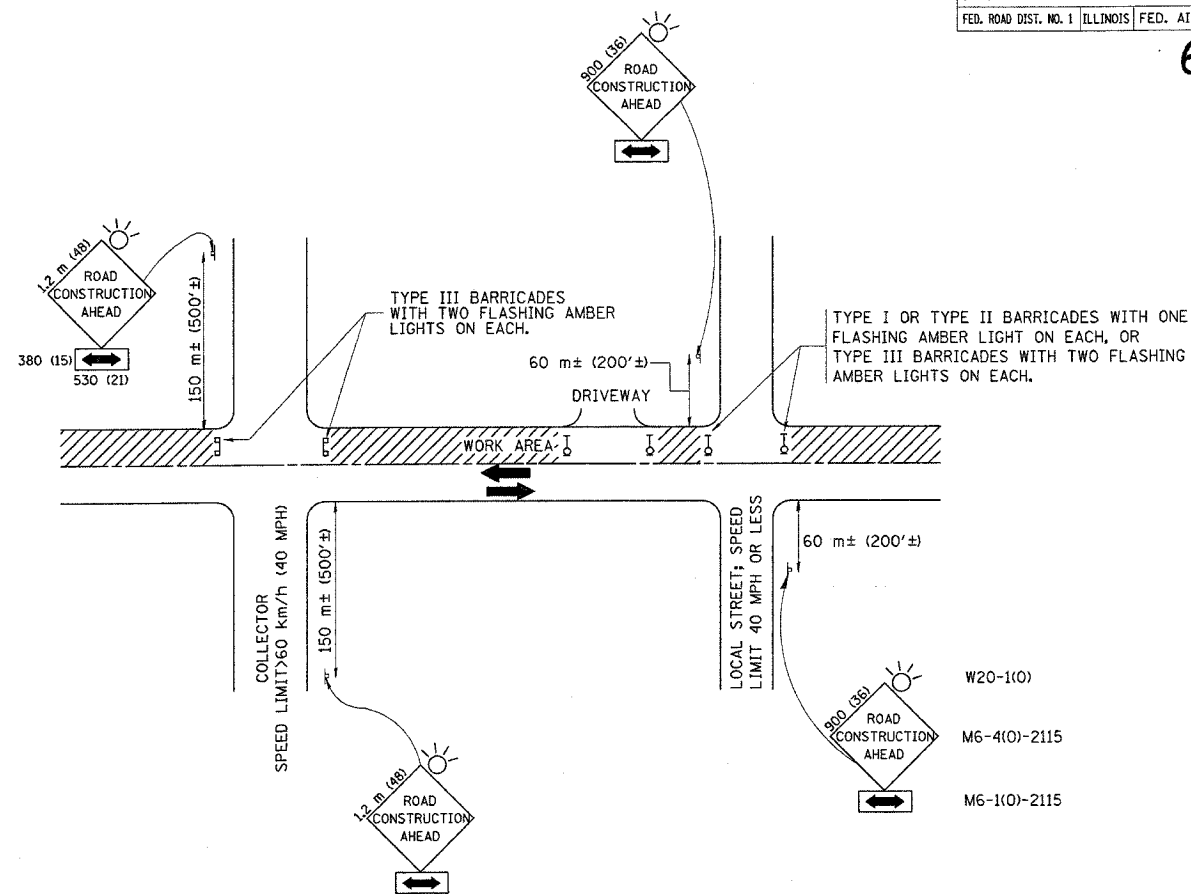 FED. ROAD DIST. NO. 1 ILLINOIS FED. AI
6
900 (36)
ROAD
CONSTRUCTION
AHEAD
1.2 m (48)
ROAD
CONSTRUCTION
AHEAD
380 (15)
530 (21)
150 m± (500'±)
TYPE III BARRICADES
WITH TWO FLASHING AMBER
LIGHTS ON EACH.
60 m± (200'±)
DRIVEWAY
TYPE I OR TYPE II BARRICADES WITH ONE
FLASHING AMBER LIGHT ON EACH, OR
TYPE III BARRICADES WITH TWO FLASHING
AMBER LIGHTS ON EACH.
WORK AREA
COLLECTOR
SPEED LIMIT>60 km/h (40 MPH)
150 m± (500'±)
LOCAL STREET; SPEED
LIMIT 40 MPH OR LESS
60 m± (200'±)
1.2 m (48)
ROAD
CONSTRUCTION
AHEAD
900 (36)
ROAD
CONSTRUCTION
AHEAD
W20-1(O)
M6-4(O)-2115
M6-1(O)-2115